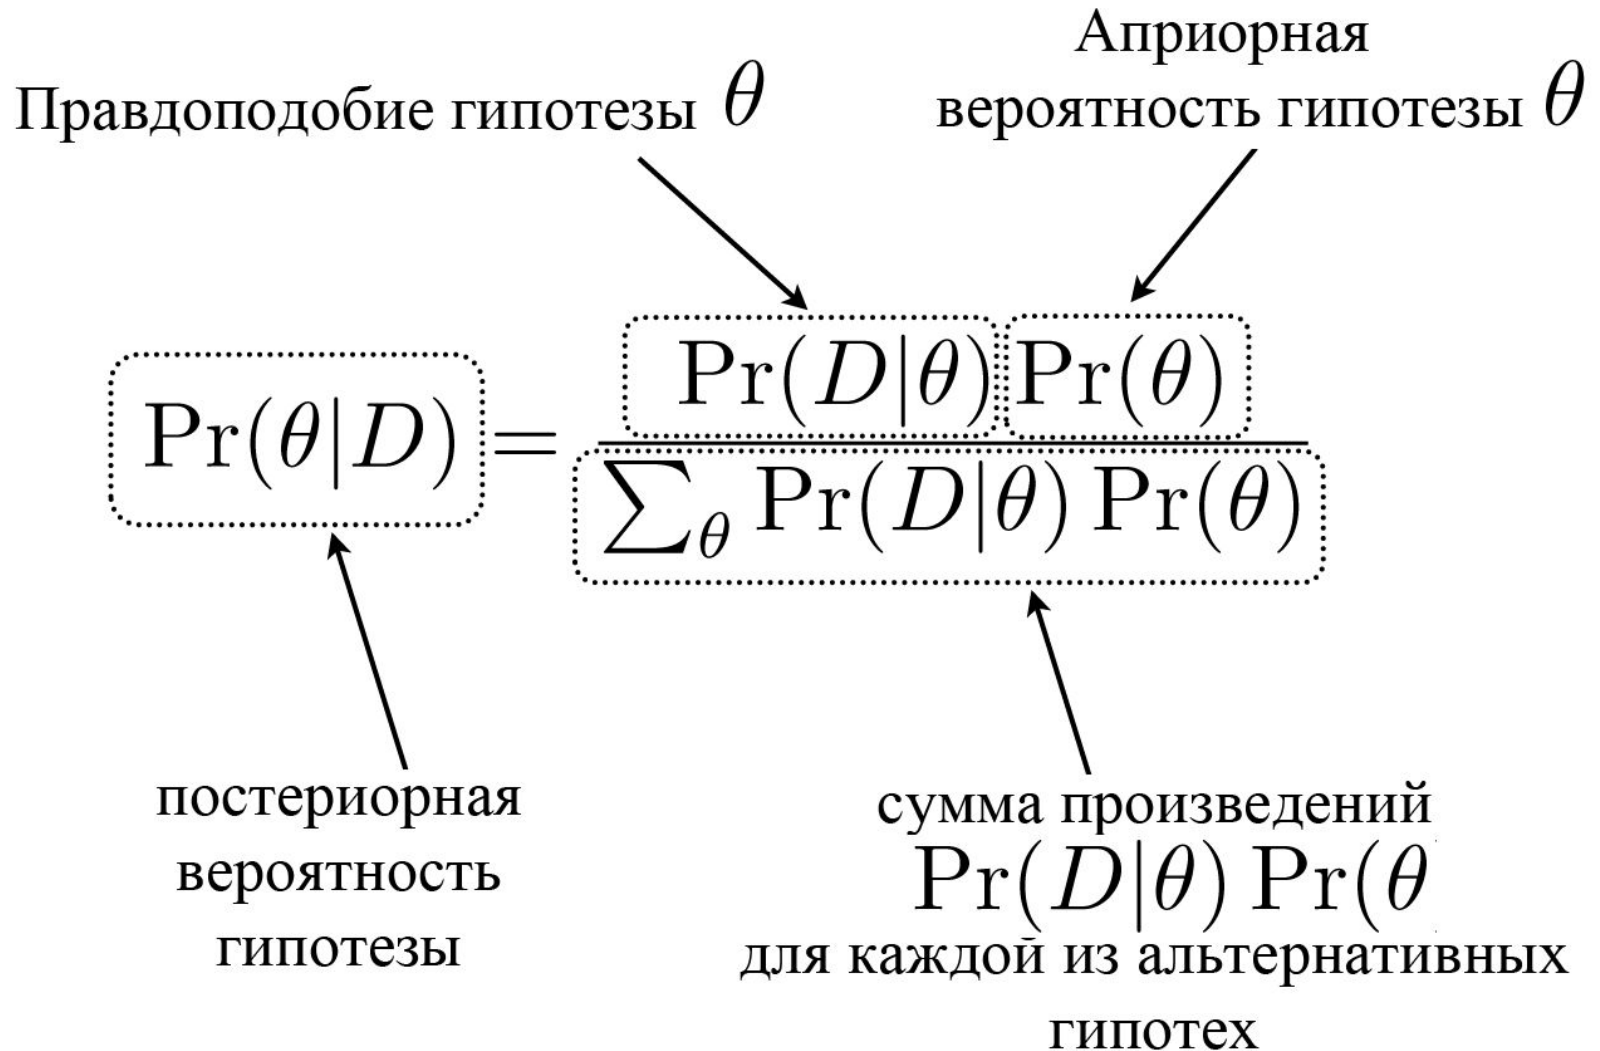 Априорная
Правдоподобие гипотезы θ
вероятность гипотезы θ
Pr(D|θ) Pr(θ)
Pr(θ|D) =
∑θ Pr(D|θ) Pr(θ)
постериорная
вероятность
гипотезы
сумма произведений
Pr(D|θ) Pr(θ
для каждой из альтернативных
гипотех